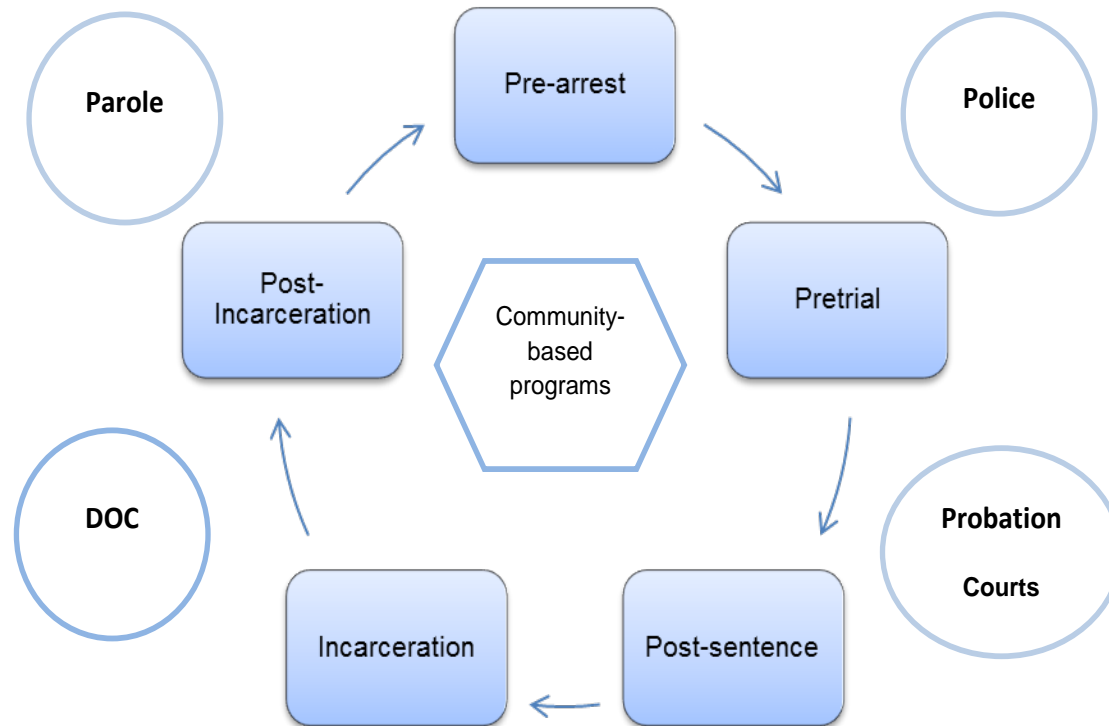 Parole
Pre-arrest
Police
Post-
Incarceration
Community-
based
programs
Pretrial
DOC
Probation
Courts
Incarceration
Post-sentence